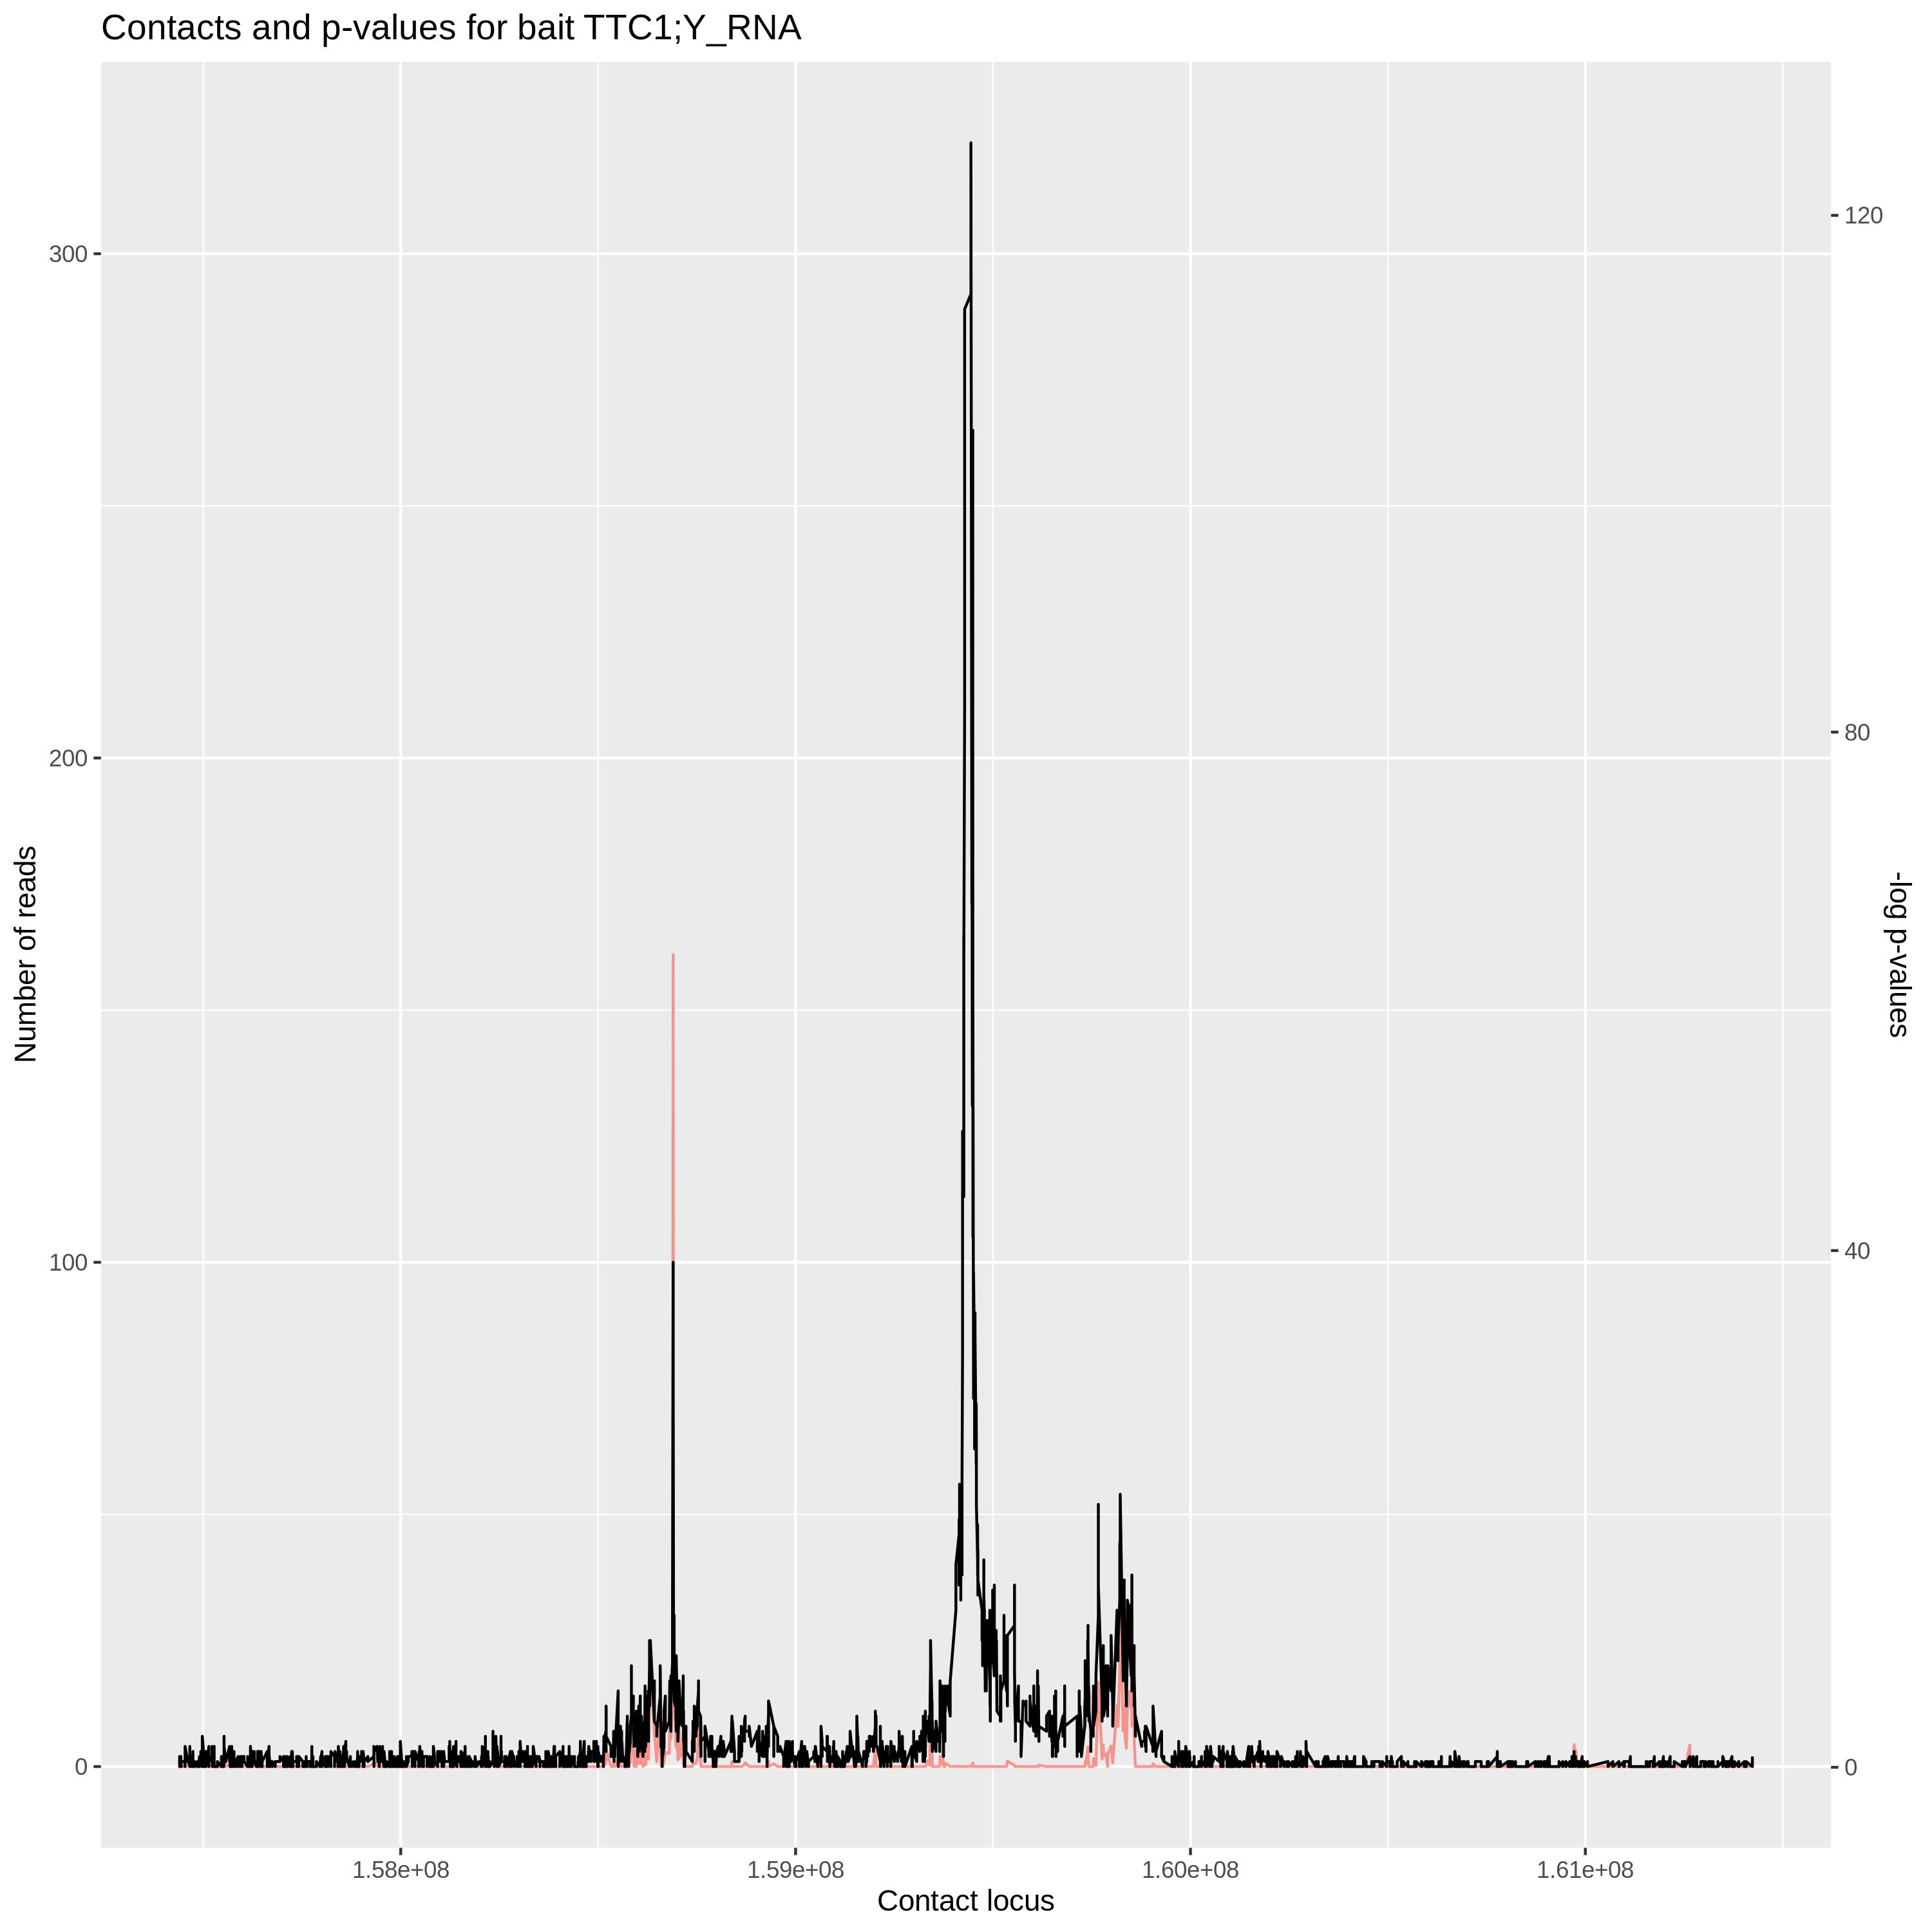 Contacts and p-values for bait TTC1;Y_RNA
300
200
100
0
120
80
40
0
Number of reads
-log p-values
1.58e+08
1.59e+08
1.60e+08
1.61e+08
Contact locus